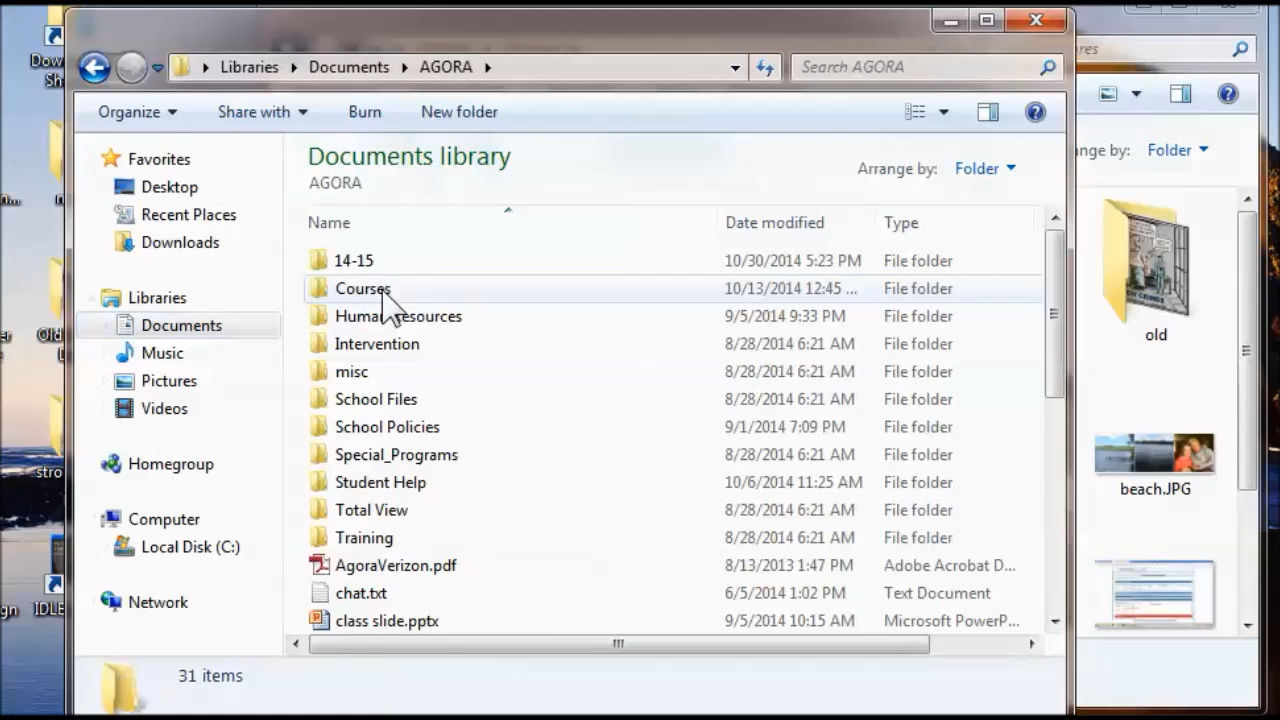 Libraries Documents AGORA
Search AGORA
Organize Share with Burn New folder
Favorites
Desktop
Recent Places
Downloads
Libraries
Documents
Music
Pictures
Videos
Homegroup
Computer
Local Disk (C:)
Network
Documents library
AGORA
Arrange by: Folder
Name Date modified Type
14-15 10/30/2014 5:23 PM File folder
Courses 10/13/2014 12:45 ... File folder
Human Resources 9/5/2014 9:33 PM File folder
Intervention 8/28/2014 6:21 AM File folder
misc 8/28/2014 6:21 AM File folder
School Files 8/28/2014 6:21 AM File folder
School Policies 9/1/2014 7:09 PM File folder
Special_Programs 8/28/2014 6:21 AM File folder
Student Help 10/6/2014 11:25 AM File folder
Total View 8/28/2014 6:21 AM File folder
Training 8/28/2014 6:21 AM File folder
AgoraVerizon.pdf 8/13/2013 1:47 PM Adobe Acrobat D...
chat.txt 6/5/2014 1:02 PM Text Document
class slide.pptx 9/5/2014 10:15 AM Microsoft PowerP...
31 items
ange by: Folder
old
beach.JPG
Dow
Sh
Old
stro
IDLE